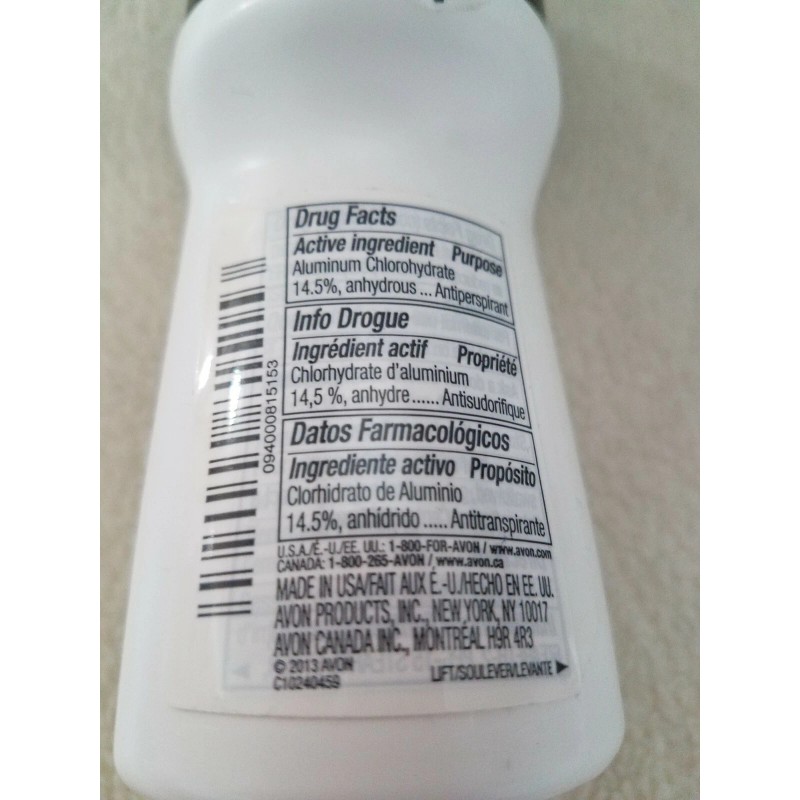 Drug Facts
Active ingredient Purpose
Aluminum Chlorohydrate
14.5%, anhydrous ... Antiperspirant
Info Drogue
Ingrédient actif Propriété
Chlorhydrate d'aluminium
14,5 %, anhydre...... Antisudorifique
Datos Farmacológicos
Ingrediente activo Propósito
Clorhidrato de Aluminio
14.5%, anhídrido ..... Antitranspirante
U.S.A./É.-U./EE. UU.: 1-800-FOR-AVON / www.avon.com
CANADA: 1-800-265-AVON / www.avon.ca
MADE IN USA/FAIT AUX É.-U./HECHO EN EE. UU.
AVON PRODUCTS, INC., NEW YORK, NY 10017
AVON CANADA INC., MONTRÉAL H9R 4R3
© 2013 AVON
C10240459
LIFT/SOULEVER/LEVANTE ►
094000815153